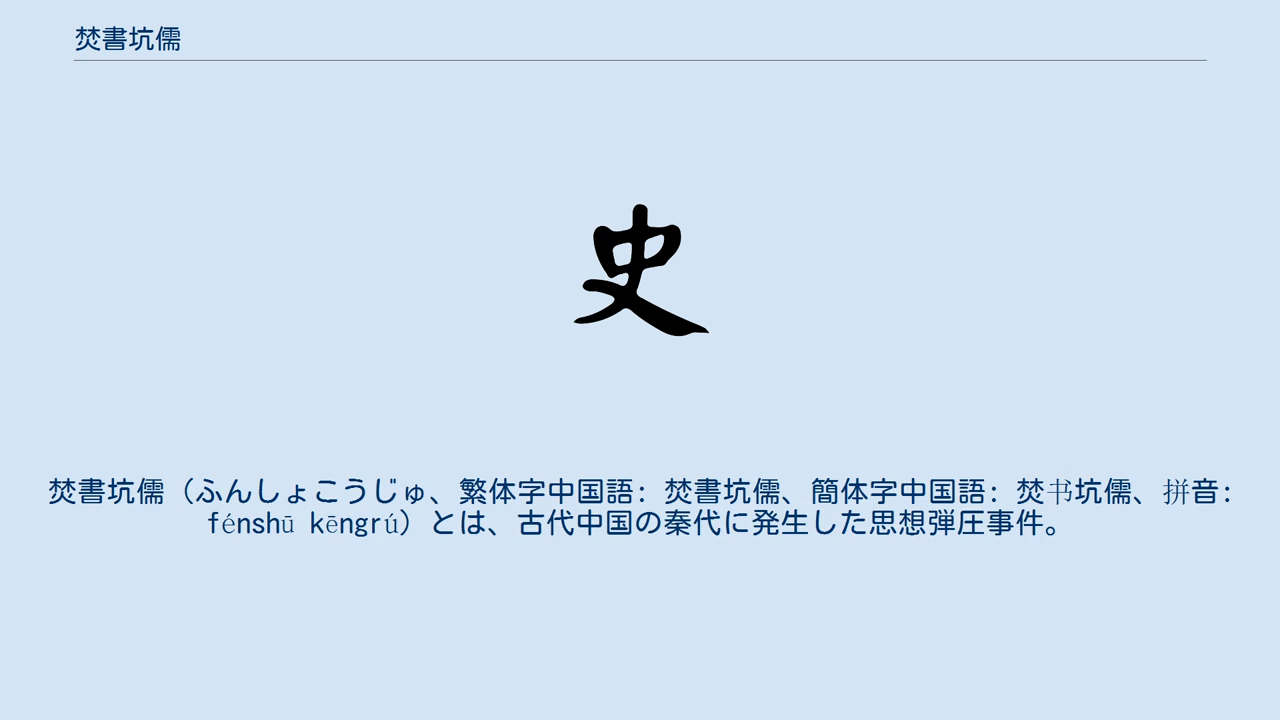 焚書坑儒
史
焚書坑儒（ふんしょこうじゅ、繁体字中国語: 焚書坑儒、簡体字中国語: 焚书坑儒、拼音:
fénshū kēngrú）とは、古代中国の秦代に発生した思想弾圧事件。